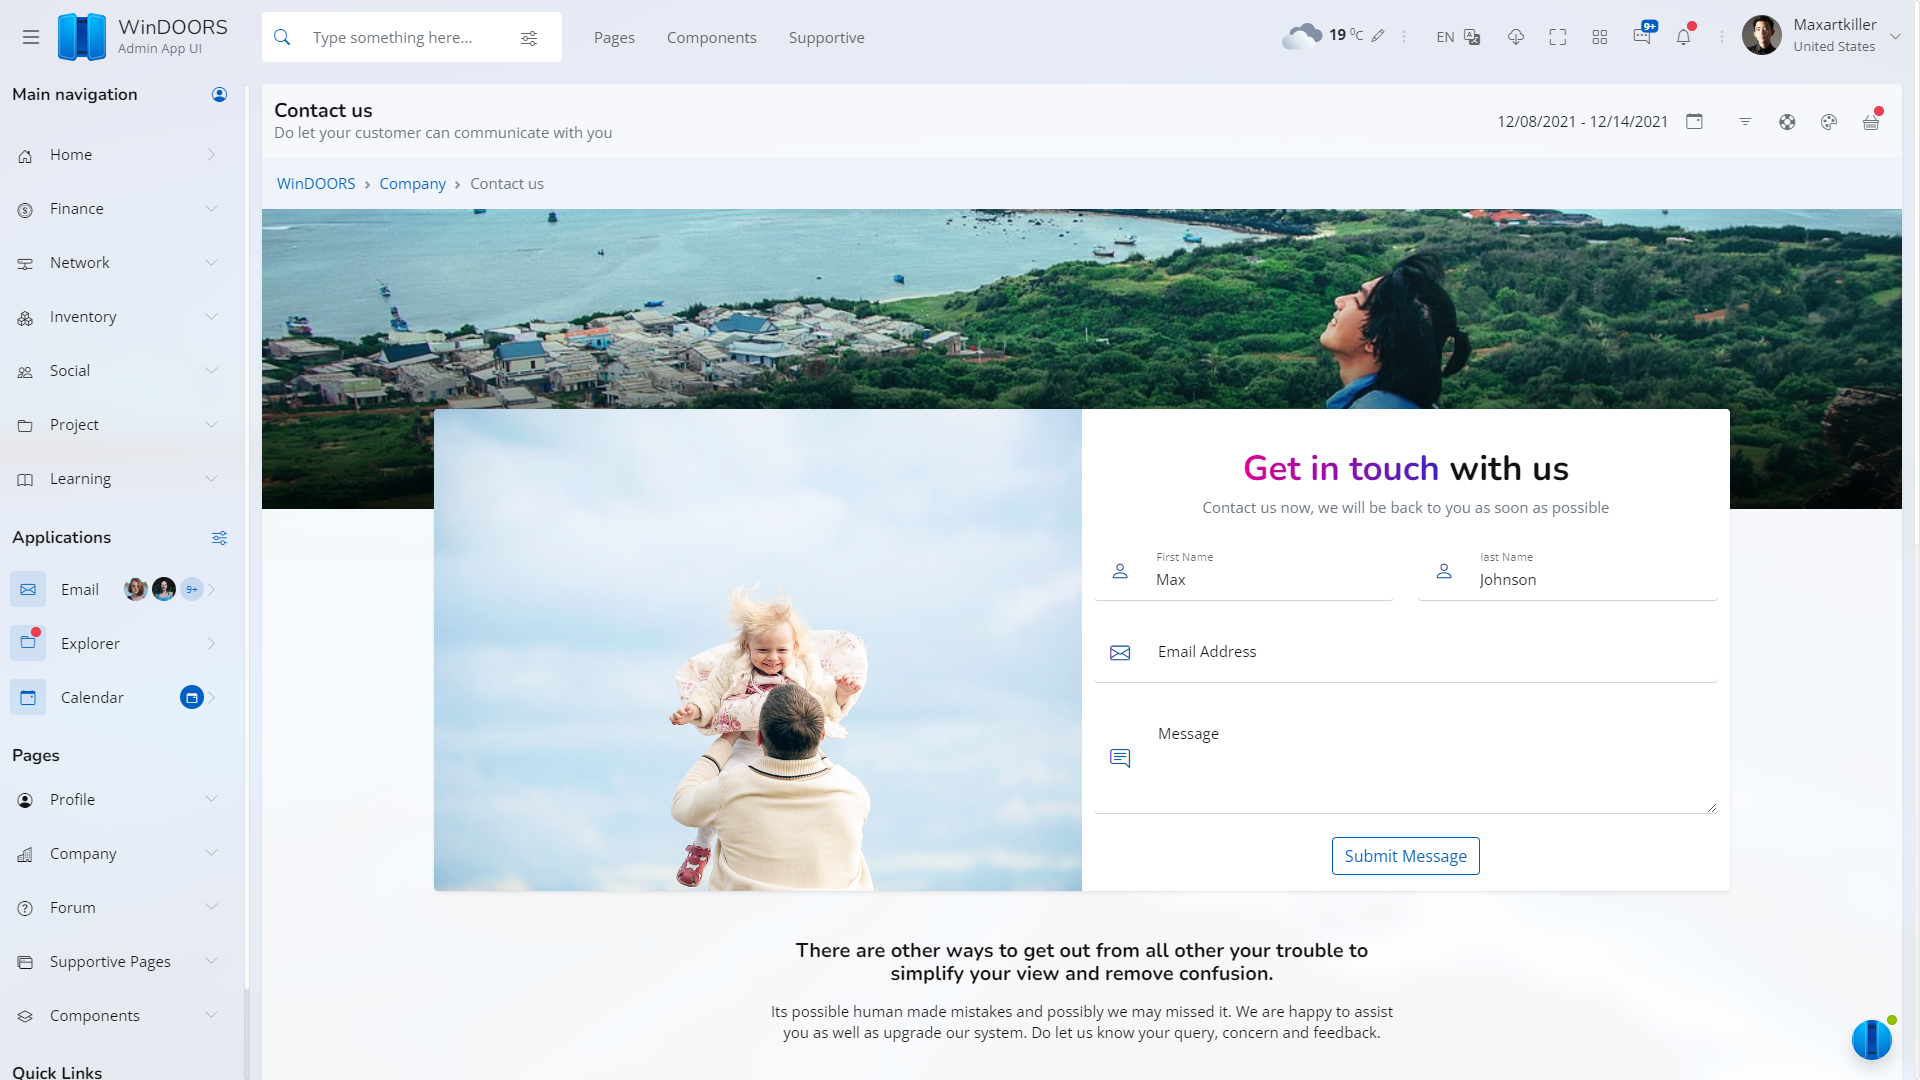 WinDOORS
Admin App UI
Type something here...
Pages
Components
Supportive
19 °C
EN
9+
Maxartkiller
United States
Main navigation
Home
Finance
Network
Inventory
Social
Project
Learning
Applications
Email
9+
Explorer
Calendar
Pages
Profile
Company
Forum
Supportive Pages
Components
Quick Links
Contact us
Do let your customer can communicate with you
12/08/2021 - 12/14/2021
WinDOORS
Company
Contact us
Get in touch with us
Contact us now, we will be back to you as soon as possible
First Name
Max
last Name
Johnson
Email Address
Message
Submit Message
There are other ways to get out from all other your trouble to
simplify your view and remove confusion.
Its possible human made mistakes and possibly we may missed it. We are happy to assist
you as well as upgrade our system. Do let us know your query, concern and feedback.